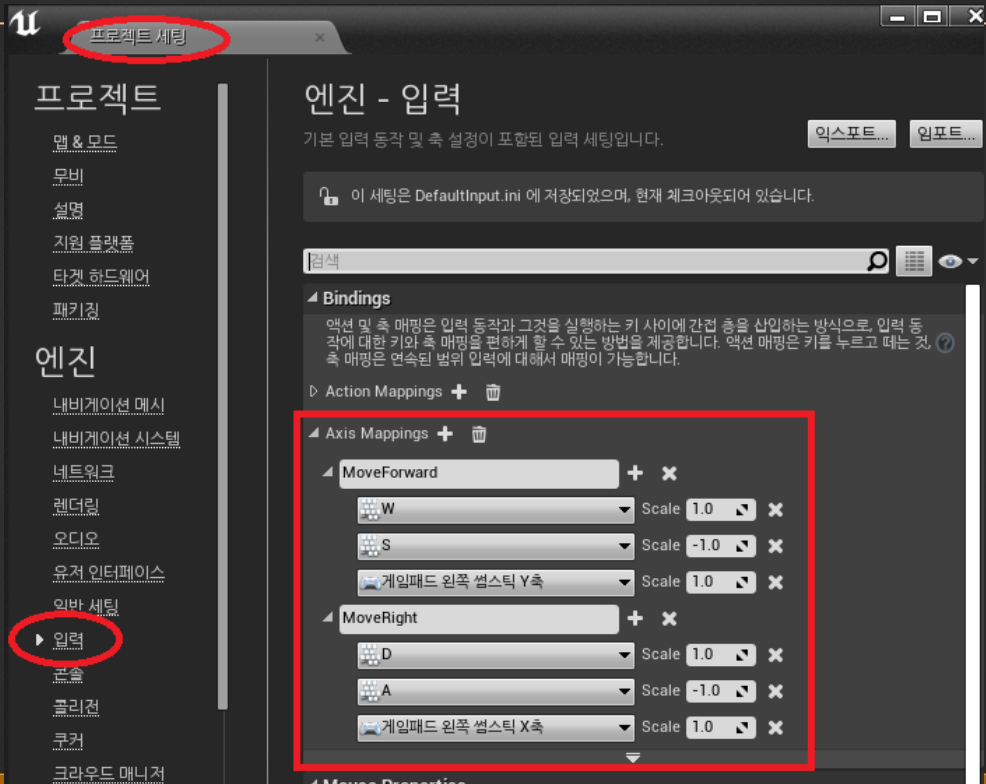 프로젝트 세팅
프로젝트
맵 & 모드
무비
설명
지원 플랫폼
타겟 하드웨어
패키징
엔진
내비게이션 메시
내비게이션 시스템
네트워크
렌더링
오디오
유저 인터페이스
일반 세팅
입력
콘솔
콜리전
쿠커
크라우드 매니저
엔진 - 입력
기본 입력 동작 및 축 설정이 포함된 입력 세팅입니다.
익스포트...
임포트...
이 세팅은 DefaultInput.ini 에 저장되었으며, 현재 체크아웃되어 있습니다.
검색
Bindings
액션 및 축 매핑은 입력 동작과 그것을 실행하는 키 사이에 간접 층을 삽입하는 방식으로, 입력 동
작에 대한 키와 축 매핑을 편하게 할 수 있는 방법을 제공합니다. 액션 매핑은 키를 누르고 떼는 것,
축 매핑은 연속된 범위 입력에 대해서 매핑이 가능합니다.
Action Mappings
Axis Mappings
MoveForward
W Scale 1.0
S Scale -1.0
게임패드 왼쪽 썸스틱 Y축 Scale 1.0
MoveRight
D Scale 1.0
A Scale -1.0
게임패드 왼쪽 썸스틱 X축 Scale 1.0
Mouse Properties